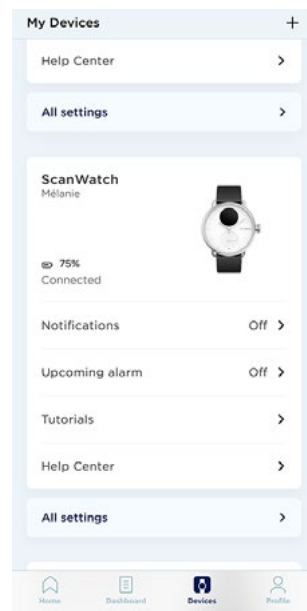 My Devices +
Help Center >
All settings >
ScanWatch
Mélanie
75%
Connected
Notifications Off >
Upcoming alarm Off >
Tutorials >
Help Center >
All settings >
Home Dashboard Devices Profile